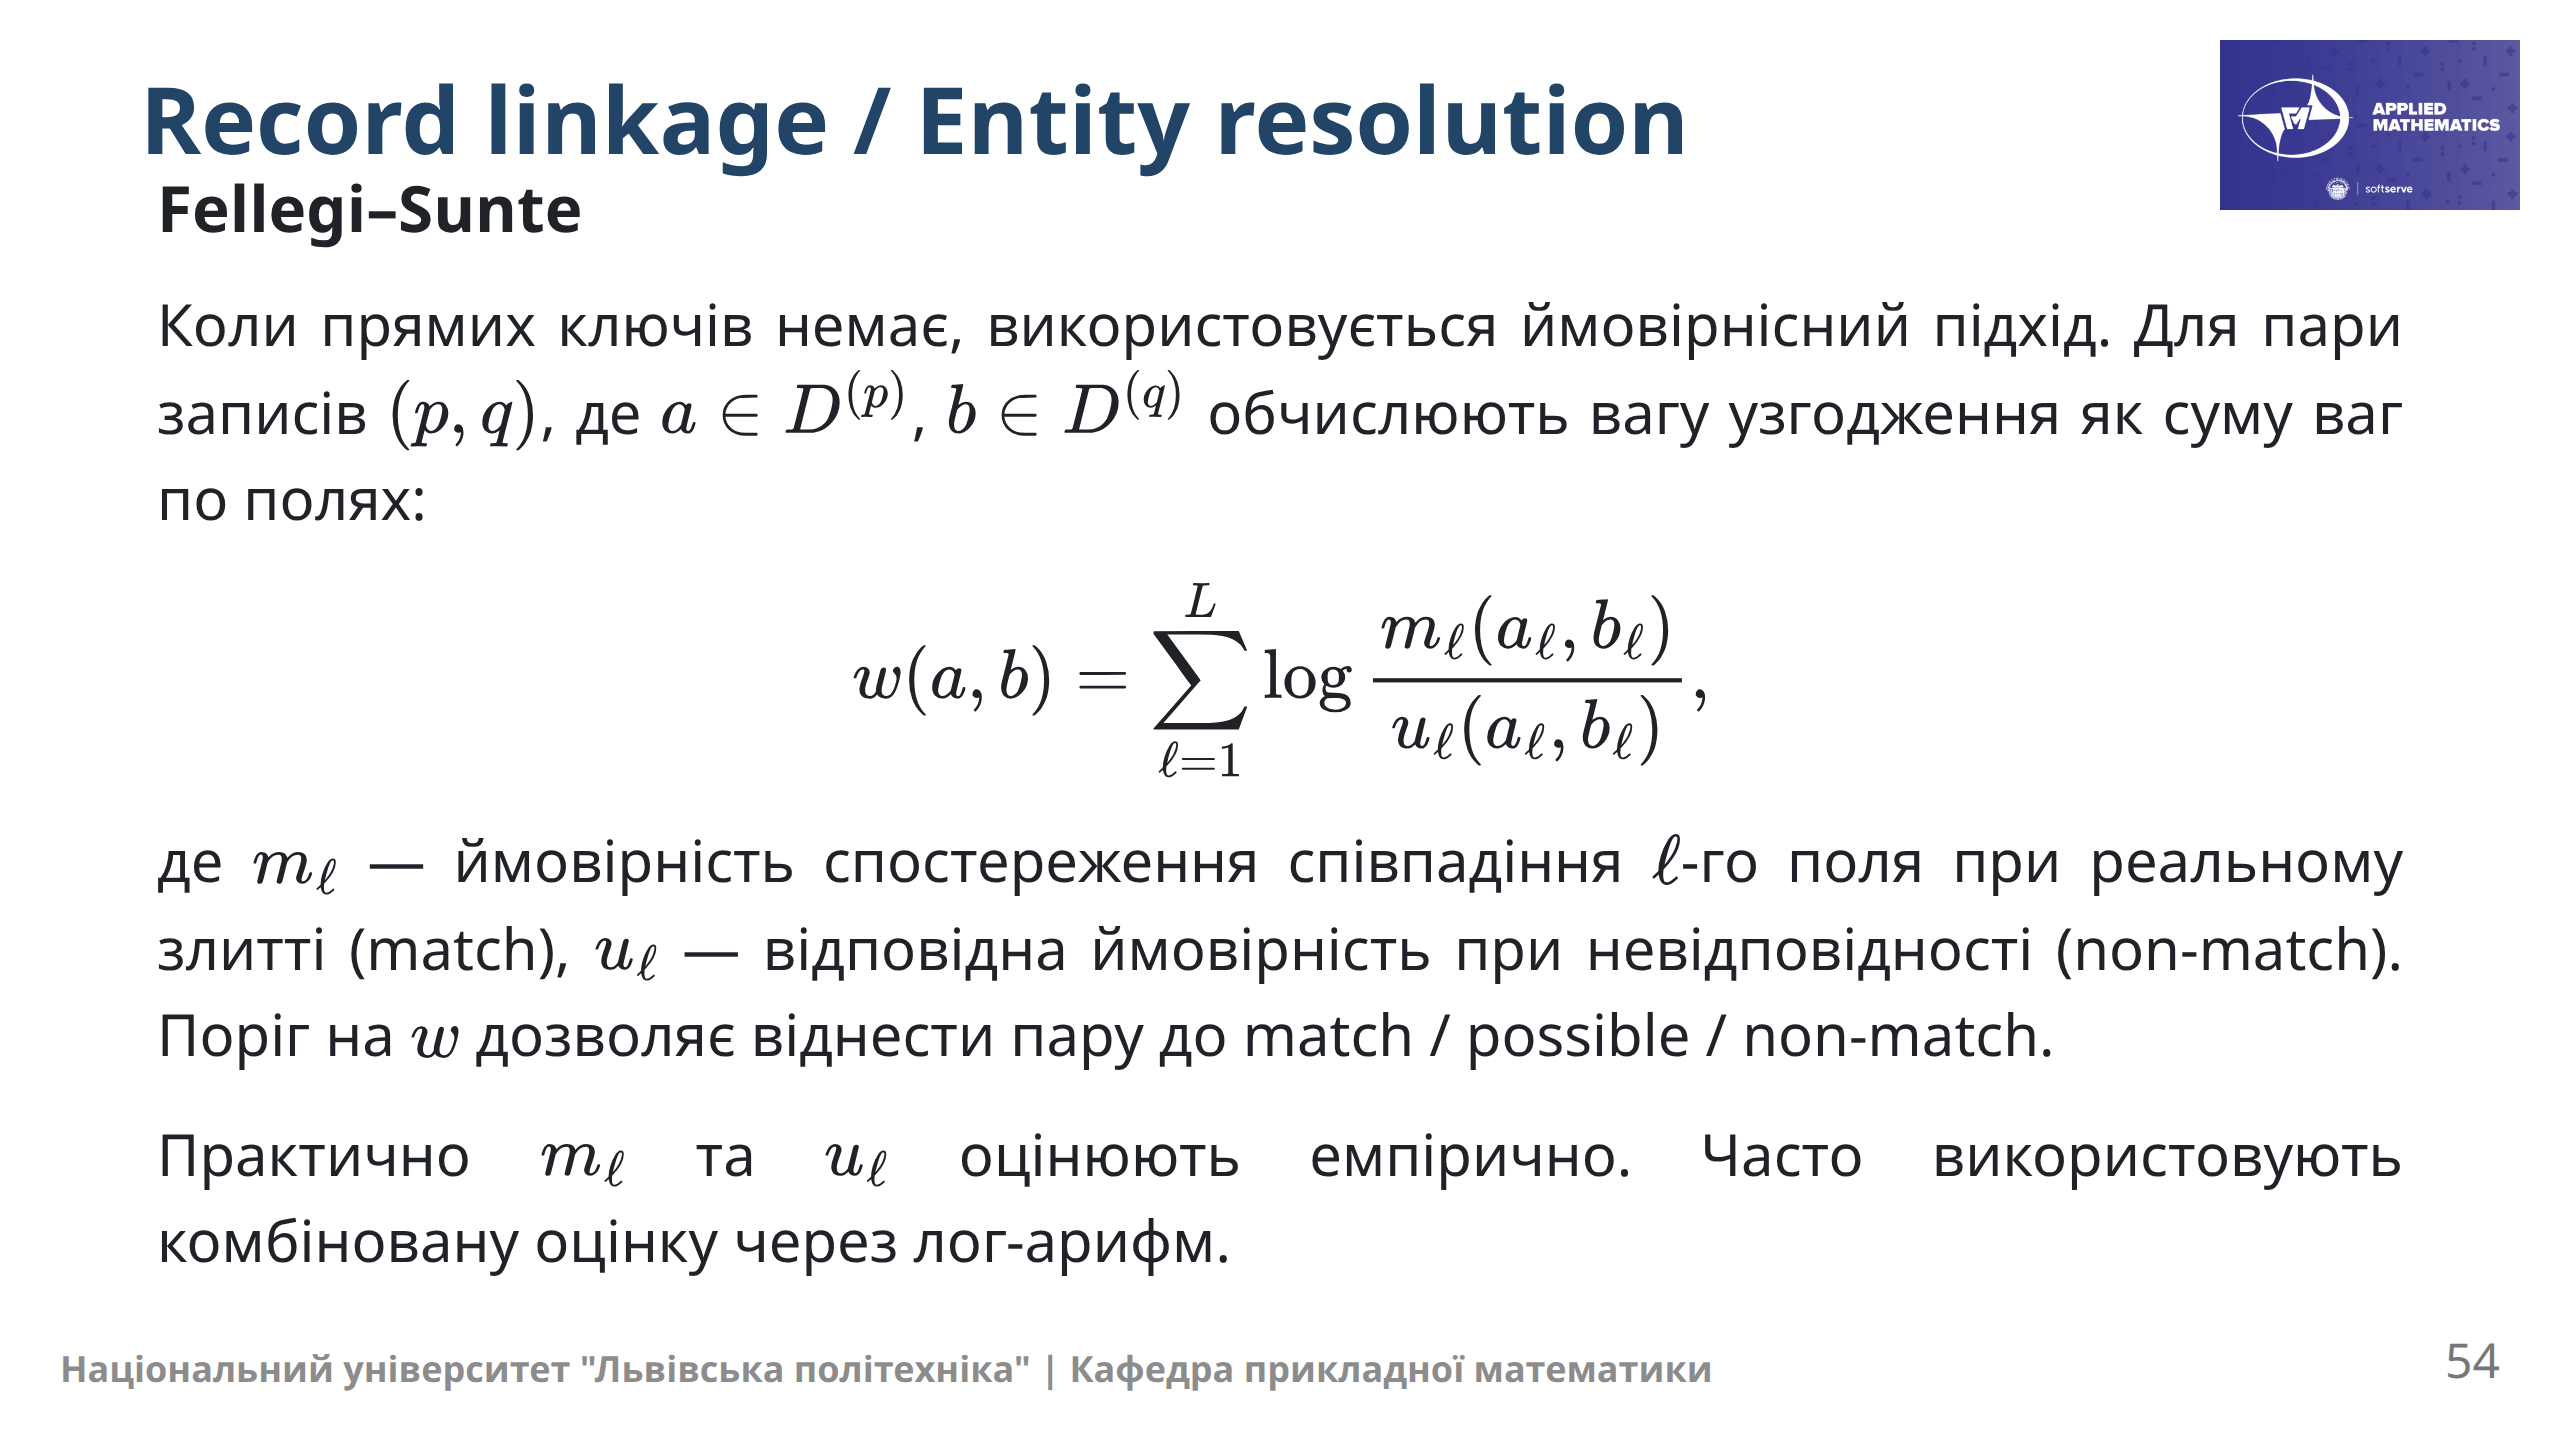 Record linkage / Entity resolution
APPLIED
MATHEMATICS
softserve
Fellegi–Sunte
Коли прямих ключів немає, використовується ймовірнісний підхід. Для пари
записів (p, q), де a ∈ D^(p), b ∈ D^(q) обчислюють вагу узгодження як суму ваг
по полях:
w(a, b) = ∑_{ℓ=1}^{L} log m_ℓ(a_ℓ, b_ℓ) / u_ℓ(a_ℓ, b_ℓ),
де m_ℓ — ймовірність спостереження співпадіння ℓ-го поля при реальному
злитті (match), u_ℓ — відповідна ймовірність при невідповідності (non-match).
Поріг на w дозволяє віднести пару до match / possible / non-match.
Практично m_ℓ та u_ℓ оцінюють емпірично. Часто використовують
комбіновану оцінку через лог-арифм.
Національний університет "Львівська політехніка" | Кафедра прикладної математики
54